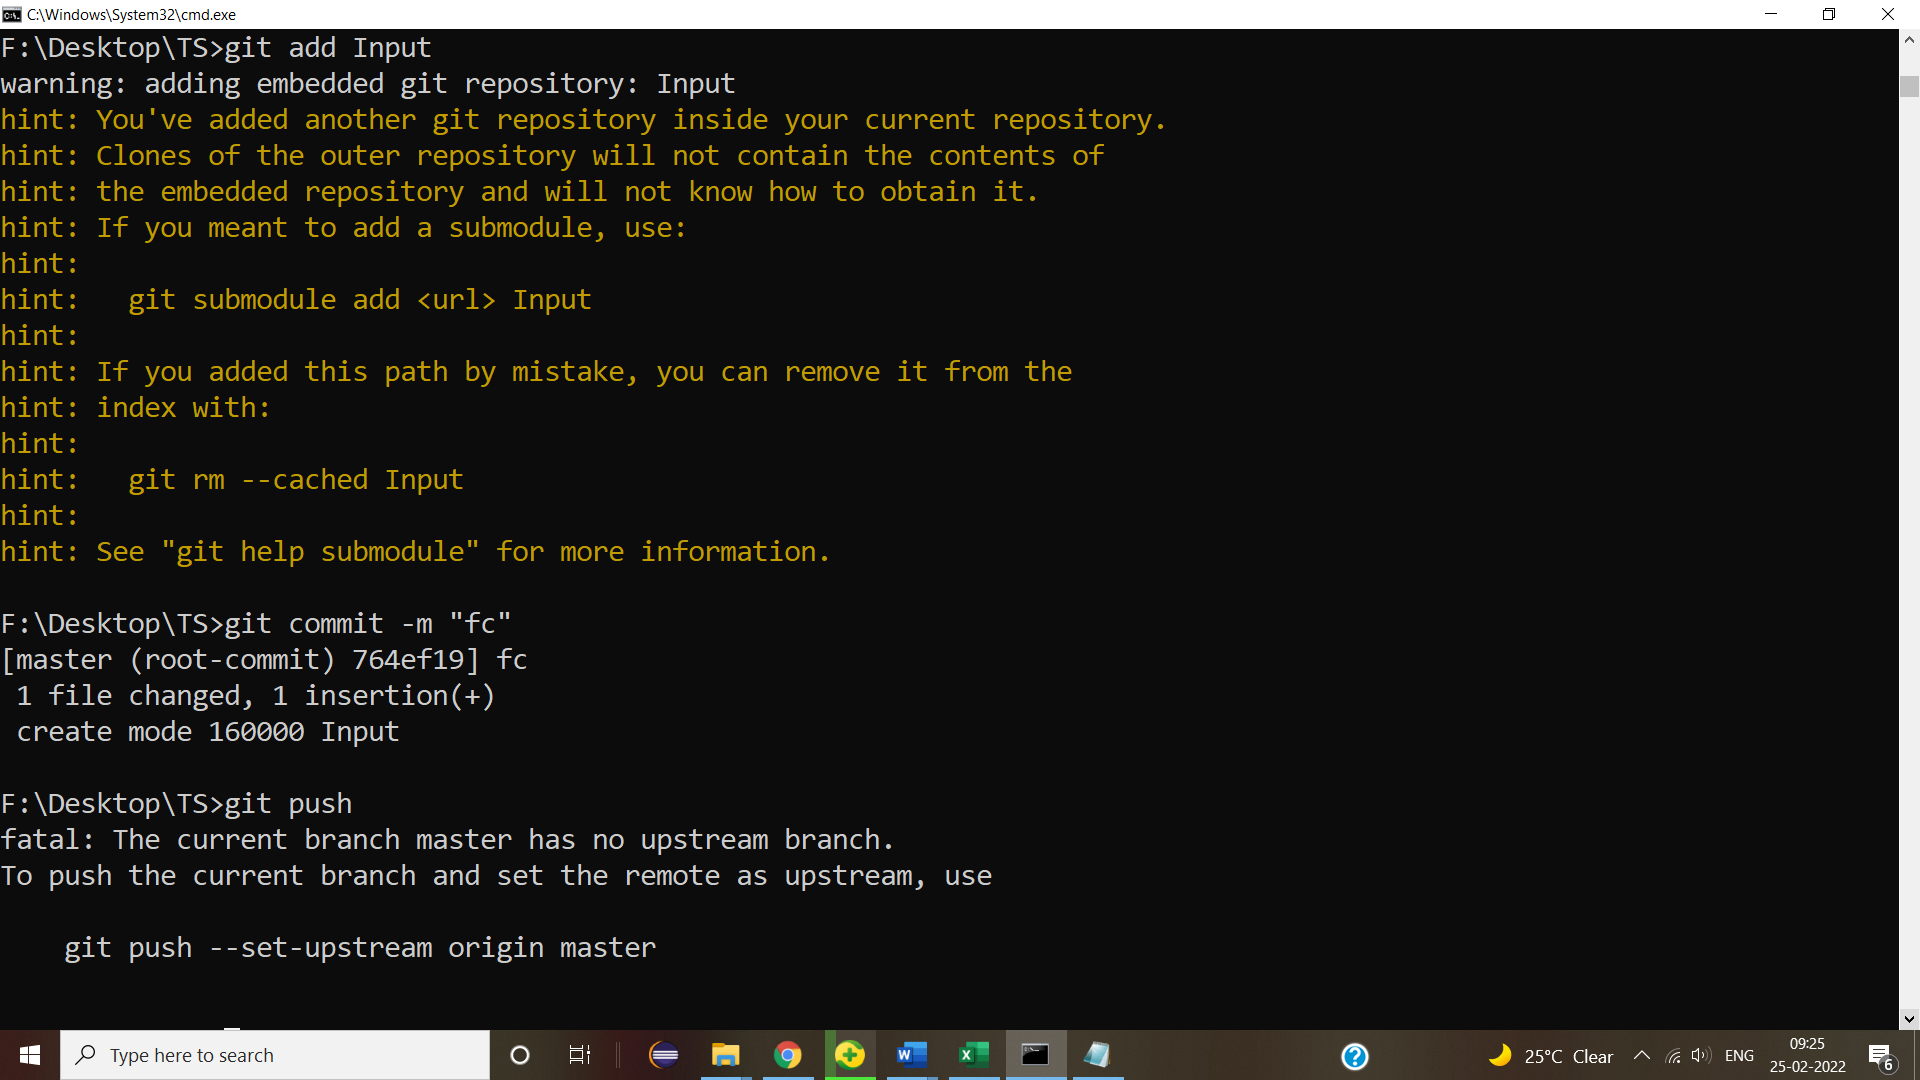 C:\Windows\System32\cmd.exe
F:\Desktop\TS>git add Input
warning: adding embedded git repository: Input
hint: You've added another git repository inside your current repository.
hint: Clones of the outer repository will not contain the contents of
hint: the embedded repository and will not know how to obtain it.
hint: If you meant to add a submodule, use:
hint:
hint:   git submodule add <url> Input
hint:
hint: If you added this path by mistake, you can remove it from the
hint: index with:
hint:
hint:   git rm --cached Input
hint:
hint: See "git help submodule" for more information.
F:\Desktop\TS>git commit -m "fc"
[master (root-commit) 764ef19] fc
 1 file changed, 1 insertion(+)
 create mode 160000 Input
F:\Desktop\TS>git push
fatal: The current branch master has no upstream branch.
To push the current branch and set the remote as upstream, use
    git push --set-upstream origin master
Type here to search
25°C Clear
ENG
09:25
25-02-2022
6